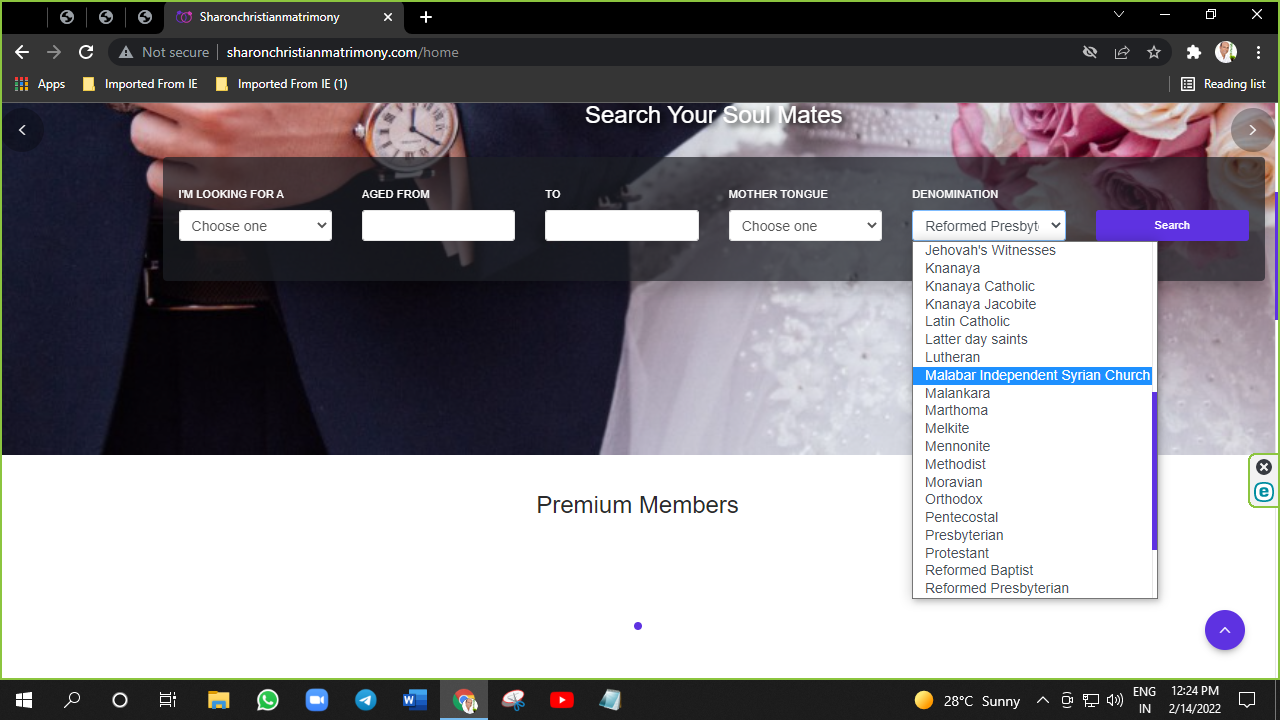 Sharonchristianmatrimony
Not secure
sharonchristianmatrimony.com/home
Apps
Imported From IE
Imported From IE (1)
Reading list
Search Your Soul Mates
I'M LOOKING FOR A
AGED FROM
TO
MOTHER TONGUE
DENOMINATION
Choose one
Choose one
Reformed Presbyt
Search
Jehovah's Witnesses
Knanaya
Knanaya Catholic
Knanaya Jacobite
Latin Catholic
Latter day saints
Lutheran
Malabar Independent Syrian Church
Malankara
Marthoma
Melkite
Mennonite
Methodist
Moravian
Orthodox
Pentecostal
Presbyterian
Protestant
Reformed Baptist
Reformed Presbyterian
Premium Members
28°C Sunny
ENG
IN
12:24 PM
2/14/2022